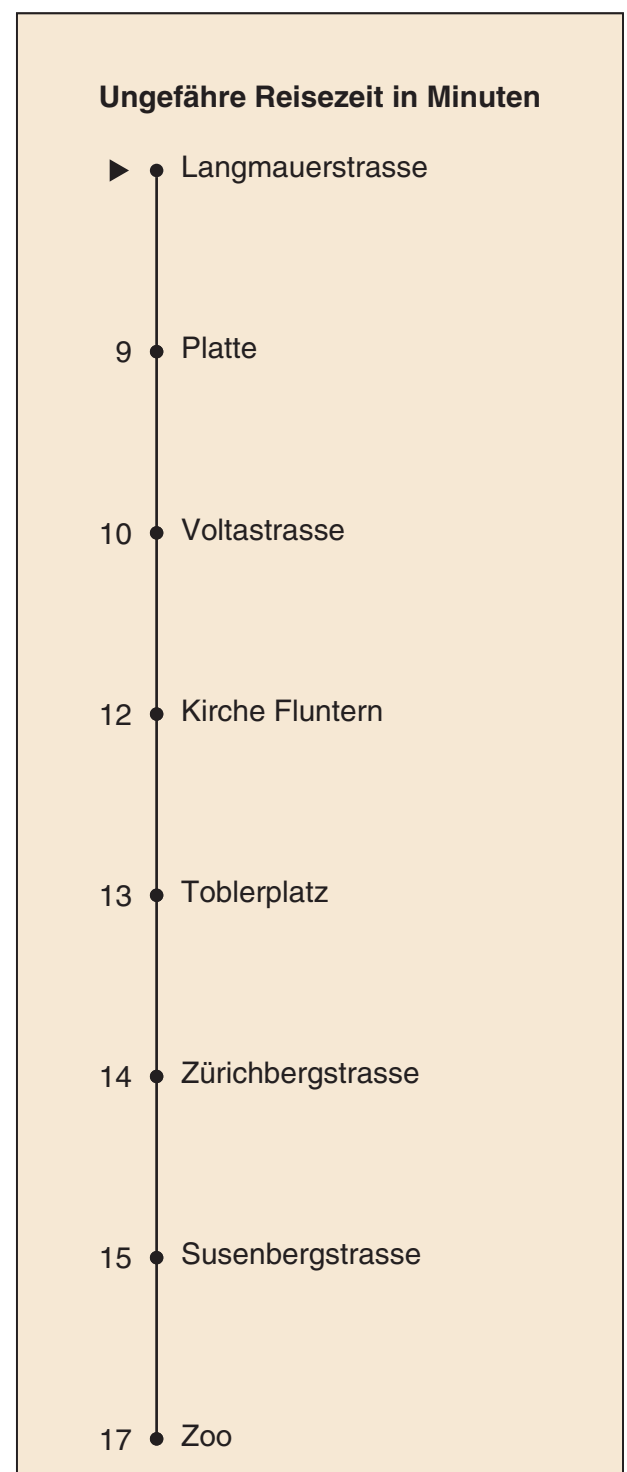 Ungefähre Reisezeit in Minuten
Langmauerstrasse
9 Platte
10 Voltastrasse
12 Kirche Fluntern
13 Toblerplatz
14 Zürichbergstrasse
15 Susenbergstrasse
17 Zoo